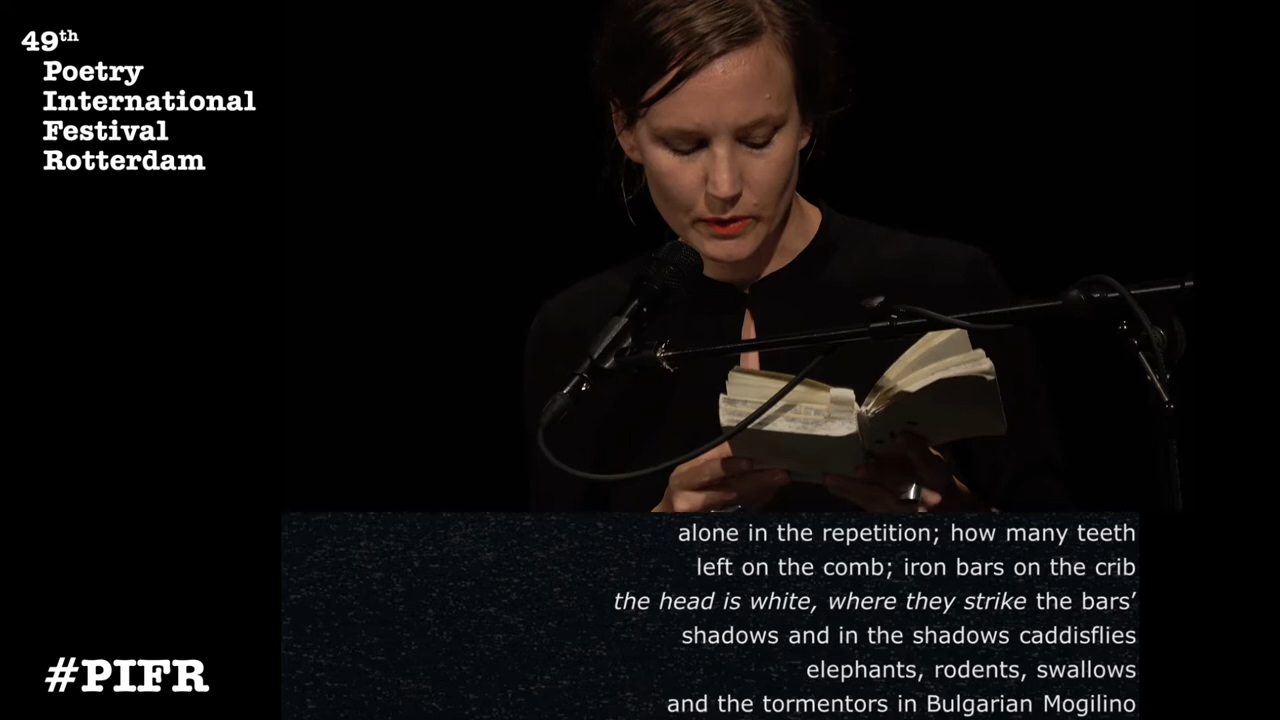 49th
Poetry
International
Festival
Rotterdam
alone in the repetition; how many teeth
left on the comb; iron bars on the crib
the head is white, where they strike the bars’
shadows and in the shadows caddisflies
elephants, rodents, swallows
and the tormentors in Bulgarian Mogilino
#PIFR